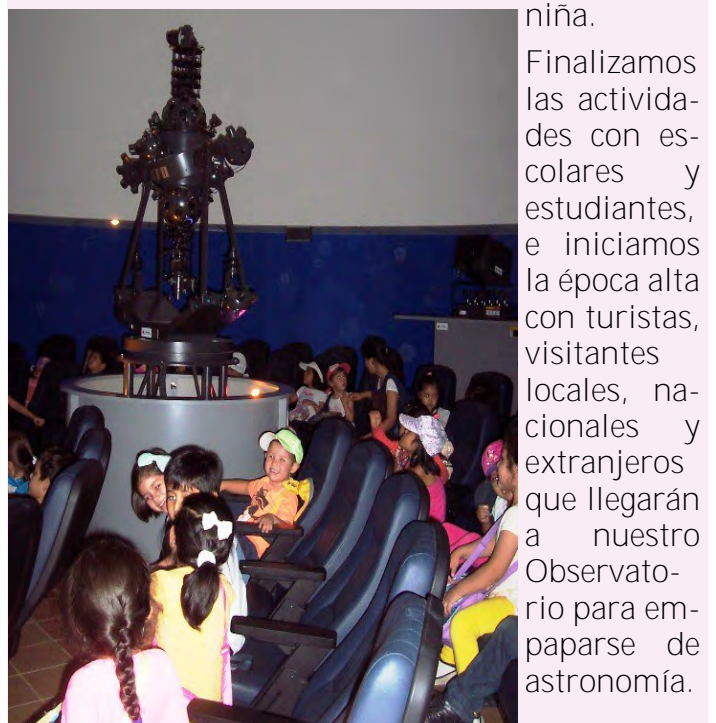 niña.
Finalizamos
las activida-
des con es-
colares y
estudiantes,
e iniciamos
la época alta
con turistas,
visitantes
locales, na-
cionales y
extranjeros
que llegarán
a nuestro
Observato-
rio para em-
paparse de
astronomía.